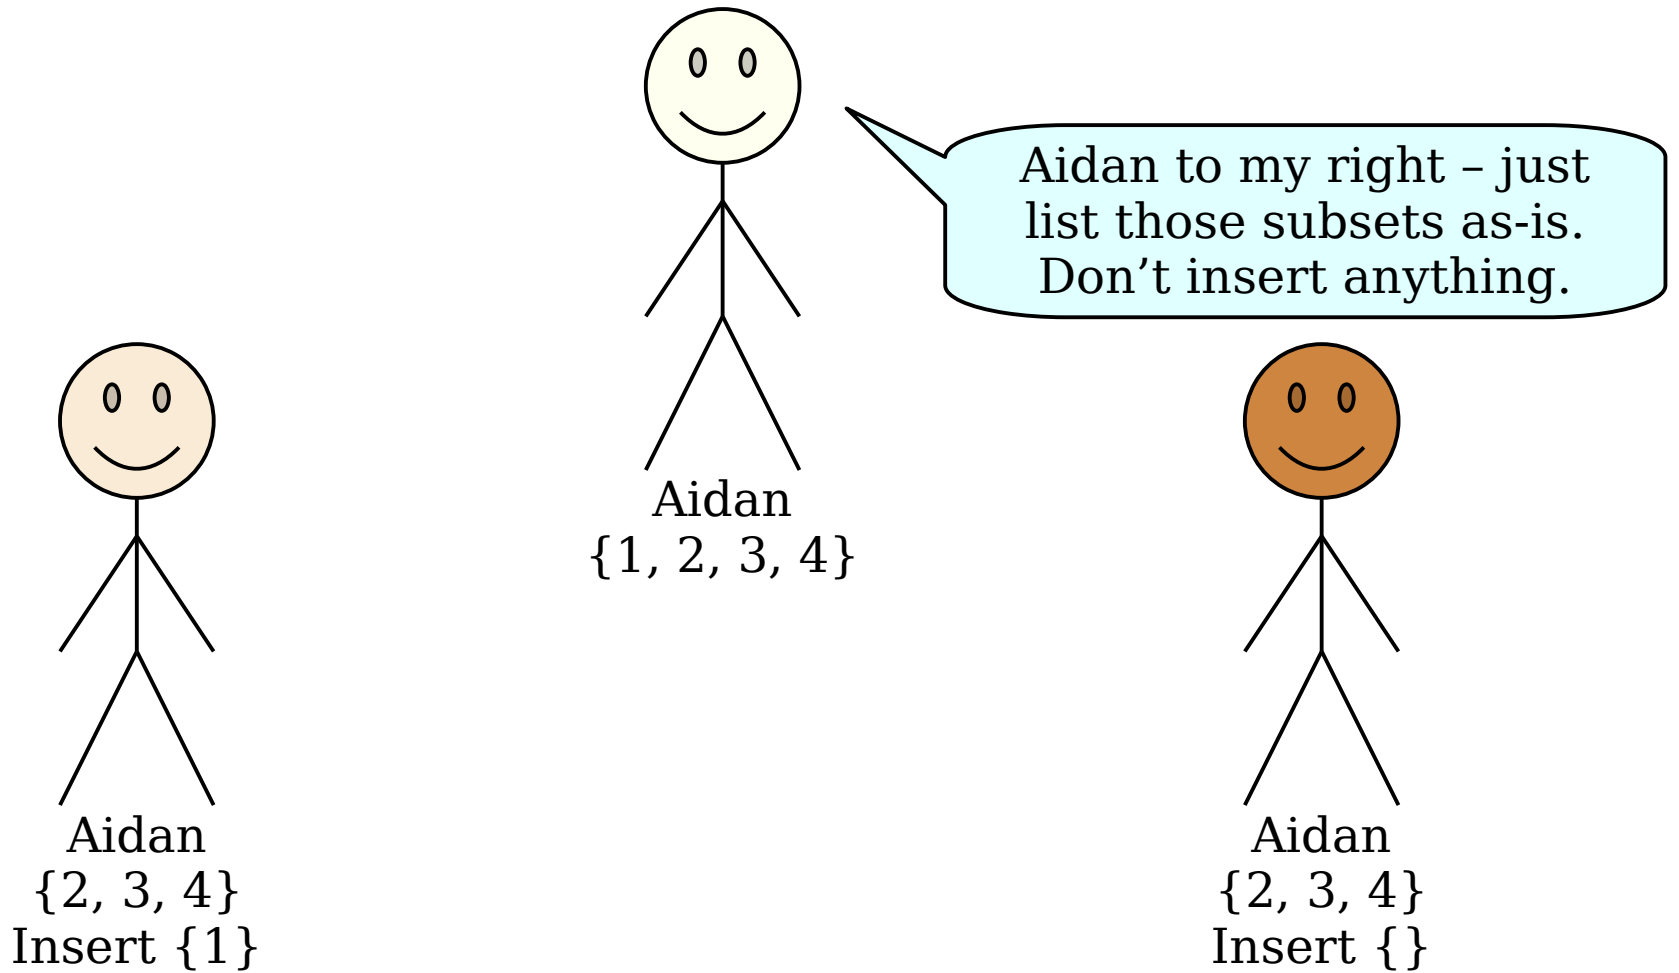 Aidan to my right – just
list those subsets as-is.
Don’t insert anything.
Aidan
{1, 2, 3, 4}
Aidan
{2, 3, 4}
Insert {1}
Aidan
{2, 3, 4}
Insert {}